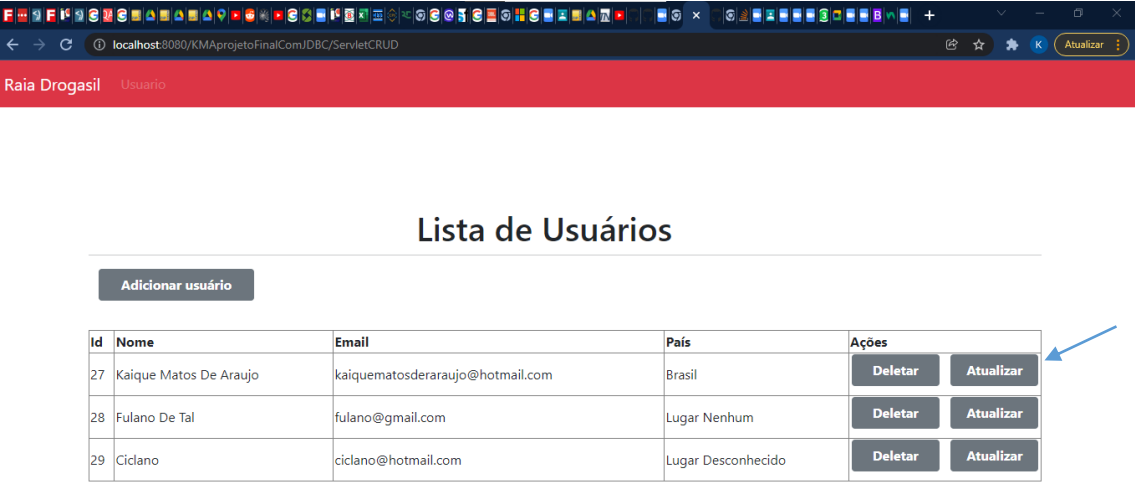 localhost:8080/KMAprojetoFinalComJDBC/ServletCRUD
K
Atualizar
Raia Drogasil Usuario
Lista de Usuários
Adicionar usuário
Id Nome Email País Ações
27 Kaique Matos De Araujo kaiquematosderaraujo@hotmail.com Brasil Deletar Atualizar
28 Fulano De Tal fulano@gmail.com Lugar Nenhum Deletar Atualizar
29 Ciclano ciclano@hotmail.com Lugar Desconhecido Deletar Atualizar